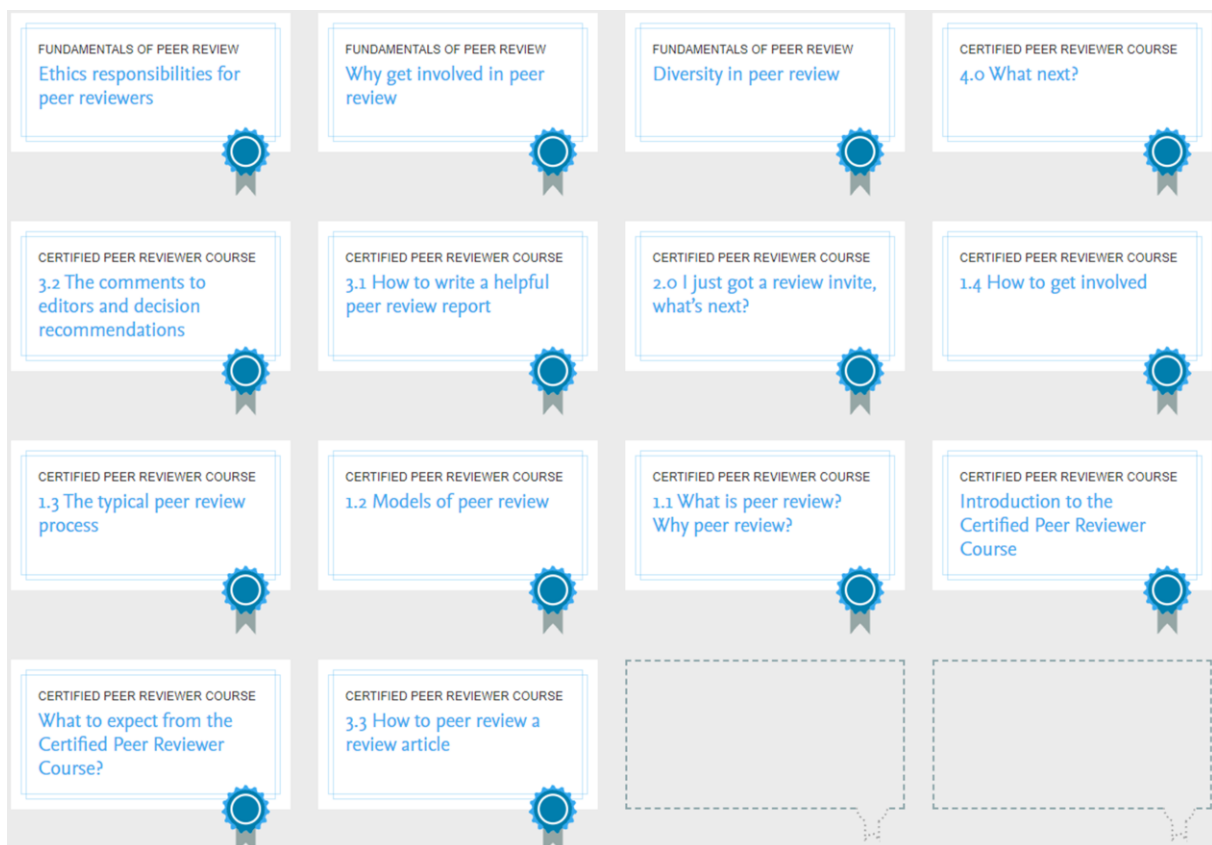 FUNDAMENTALS OF PEER REVIEW
Ethics responsibilities for
peer reviewers
FUNDAMENTALS OF PEER REVIEW
Why get involved in peer
review
FUNDAMENTALS OF PEER REVIEW
Diversity in peer review
CERTIFIED PEER REVIEWER COURSE
4.0 What next?
CERTIFIED PEER REVIEWER COURSE
3.2 The comments to
editors and decision
recommendations
CERTIFIED PEER REVIEWER COURSE
3.1 How to write a helpful
peer review report
CERTIFIED PEER REVIEWER COURSE
2.0 I just got a review invite,
what's next?
CERTIFIED PEER REVIEWER COURSE
1.4 How to get involved
CERTIFIED PEER REVIEWER COURSE
1.3 The typical peer review
process
CERTIFIED PEER REVIEWER COURSE
1.2 Models of peer review
CERTIFIED PEER REVIEWER COURSE
1.1 What is peer review?
Why peer review?
CERTIFIED PEER REVIEWER COURSE
Introduction to the
Certified Peer Reviewer
Course
CERTIFIED PEER REVIEWER COURSE
What to expect from the
Certified Peer Reviewer
Course?
CERTIFIED PEER REVIEWER COURSE
3.3 How to peer review a
review article